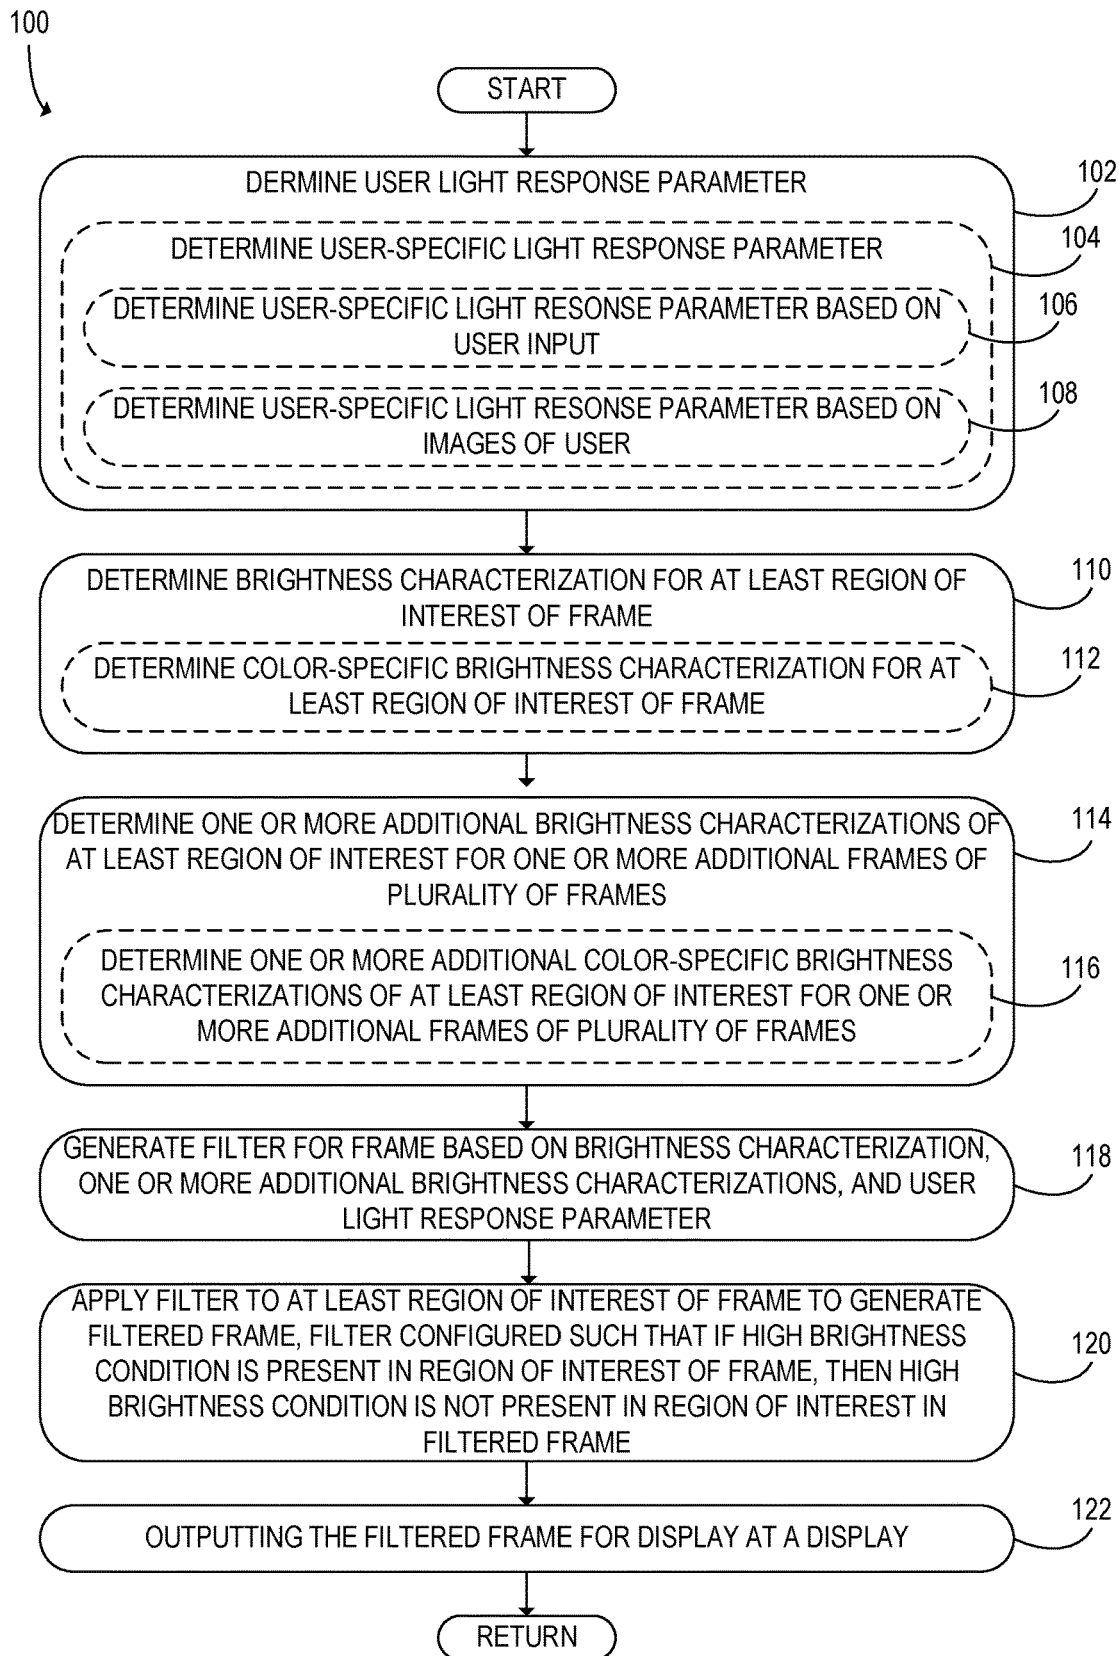 100
START
DERMINE USER LIGHT RESPONSE PARAMETER
102
DETERMINE USER-SPECIFIC LIGHT RESPONSE PARAMETER
104
DETERMINE USER-SPECIFIC LIGHT RESONSE PARAMETER BASED ON
USER INPUT
106
DETERMINE USER-SPECIFIC LIGHT RESONSE PARAMETER BASED ON
IMAGES OF USER
108
DETERMINE BRIGHTNESS CHARACTERIZATION FOR AT LEAST REGION OF
INTEREST OF FRAME
110
DETERMINE COLOR-SPECIFIC BRIGHTNESS CHARACTERIZATION FOR AT
LEAST REGION OF INTEREST OF FRAME
112
DETERMINE ONE OR MORE ADDITIONAL BRIGHTNESS CHARACTERIZATIONS OF
AT LEAST REGION OF INTEREST FOR ONE OR MORE ADDITIONAL FRAMES OF
PLURALITY OF FRAMES
114
DETERMINE ONE OR MORE ADDITIONAL COLOR-SPECIFIC BRIGHTNESS
CHARACTERIZATIONS OF AT LEAST REGION OF INTEREST FOR ONE OR
MORE ADDITIONAL FRAMES OF PLURALITY OF FRAMES
116
GENERATE FILTER FOR FRAME BASED ON BRIGHTNESS CHARACTERIZATION,
ONE OR MORE ADDITIONAL BRIGHTNESS CHARACTERIZATIONS, AND USER
LIGHT RESPONSE PARAMETER
118
APPLY FILTER TO AT LEAST REGION OF INTEREST OF FRAME TO GENERATE
FILTERED FRAME, FILTER CONFIGURED SUCH THAT IF HIGH BRIGHTNESS
CONDITION IS PRESENT IN REGION OF INTEREST OF FRAME, THEN HIGH
BRIGHTNESS CONDITION IS NOT PRESENT IN REGION OF INTEREST IN
FILTERED FRAME
120
OUTPUTTING THE FILTERED FRAME FOR DISPLAY AT A DISPLAY
122
RETURN